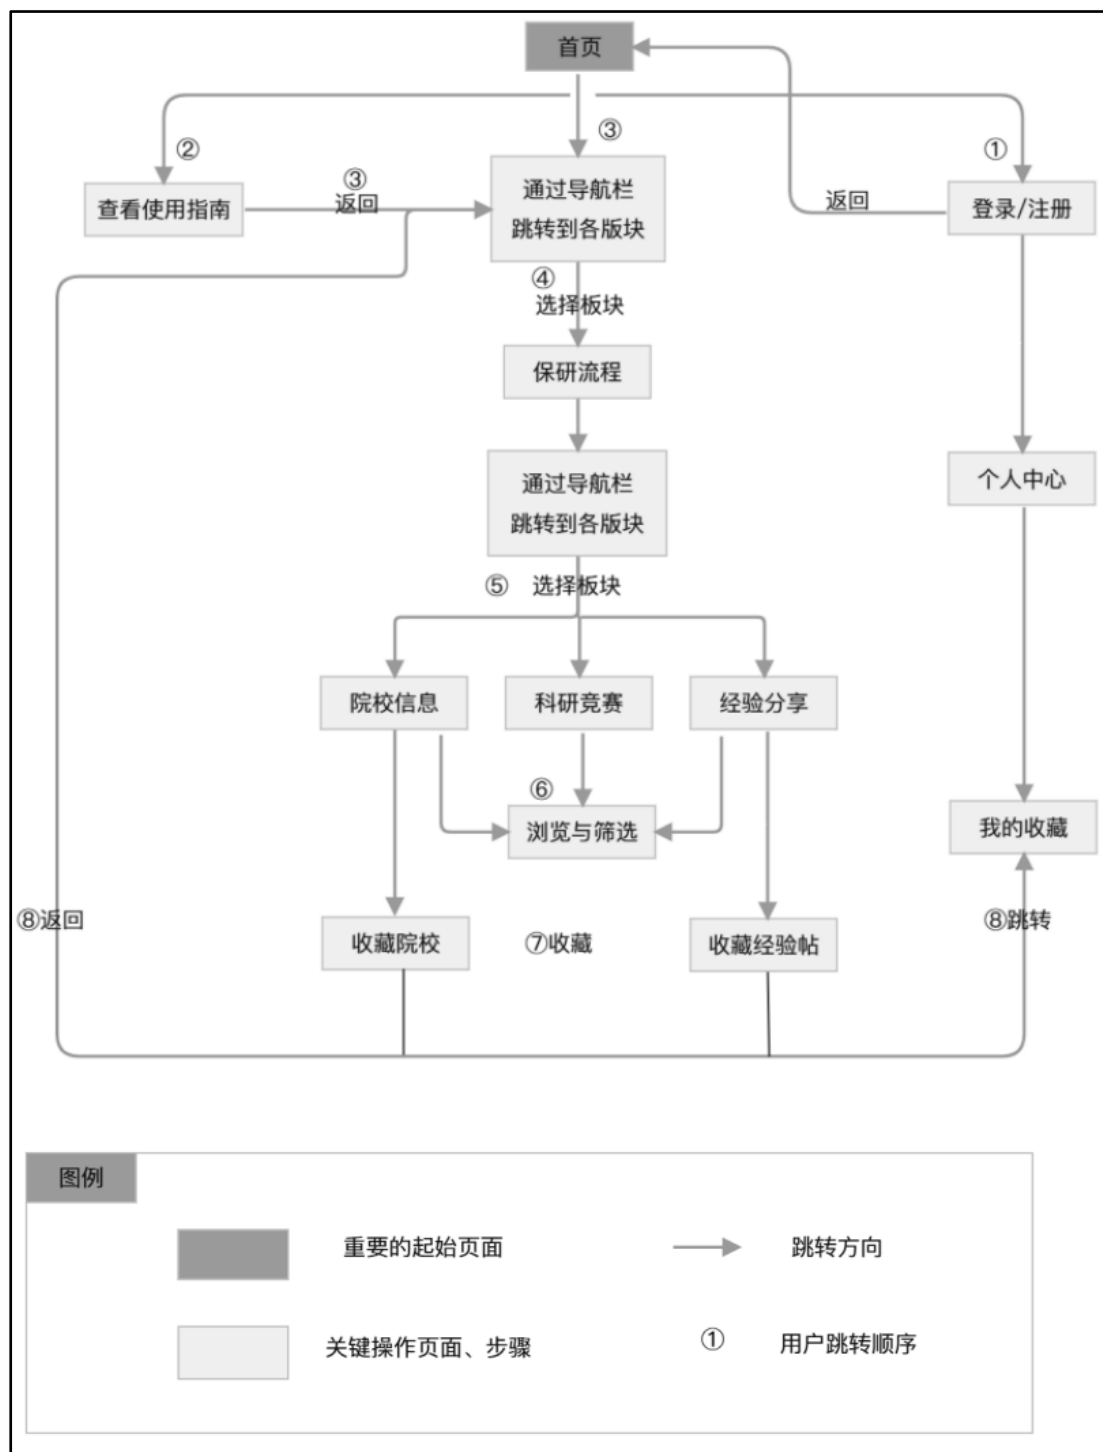 首页
②
③
①
查看使用指南
③
返回
通过导航栏
跳转到各版块
返回
登录/注册
④
选择板块
保研流程
通过导航栏
跳转到各版块
个人中心
⑤ 选择板块
院校信息
科研竞赛
经验分享
⑥
浏览与筛选
我的收藏
⑧返回
收藏院校
⑦收藏
收藏经验帖
⑧跳转
图例
重要的起始页面
跳转方向
关键操作页面、步骤
①
用户跳转顺序